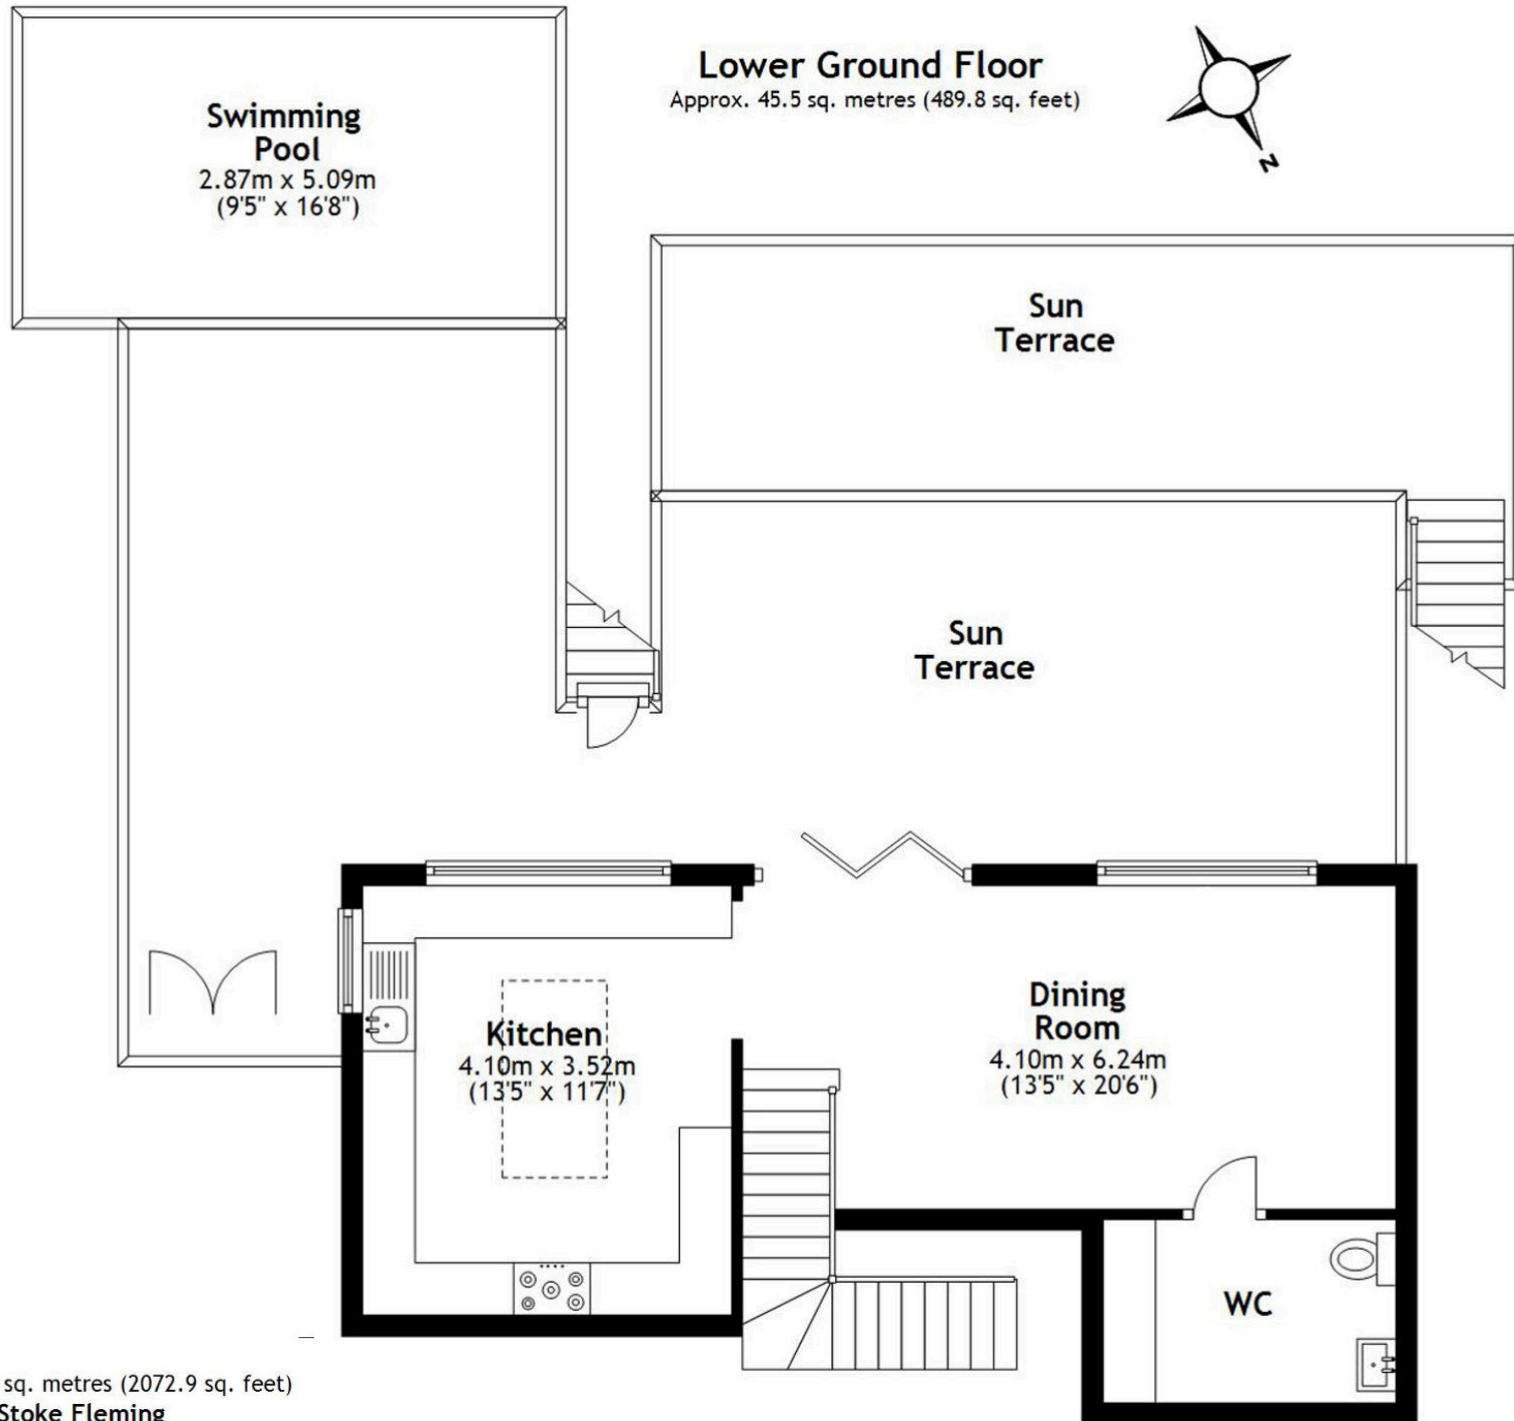 Lower Ground Floor
Approx. 45.5 sq. metres (489.8 sq. feet)
N
Swimming
Pool
2.87m x 5.09m
(9'5" x 16'8")
Sun
Terrace
Sun
Terrace
Kitchen
4.10m x 3.52m
(13'5" x 11'7")
Dining
Room
4.10m x 6.24m
(13'5" x 20'6")
WC
sq. metres (2072.9 sq. feet)
Stoke Fleming